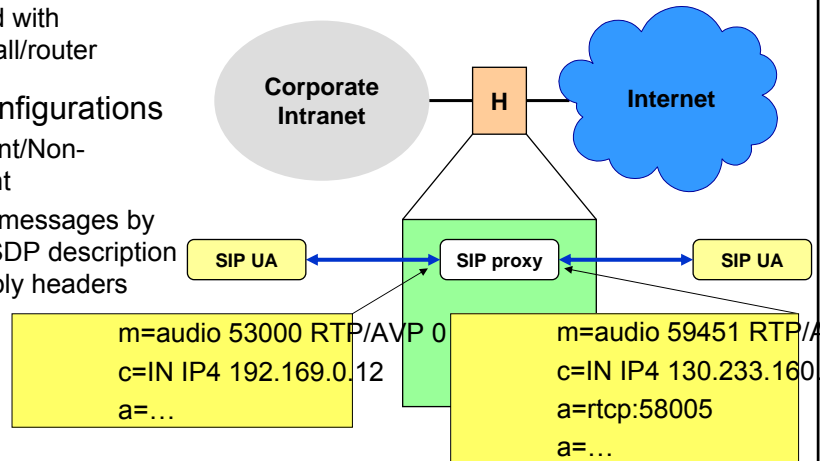 d with
all/router
nfigurations
nt/Non-
nt
messages by
SDP description
ply headers
Corporate
Intranet
H
Internet
SIP UA
SIP proxy
SIP UA
m=audio 53000 RTP/AVP 0
c=IN IP4 192.169.0.12
a=…
m=audio 59451 RTP/A
c=IN IP4 130.233.160.
a=rtcp:58005
a=…